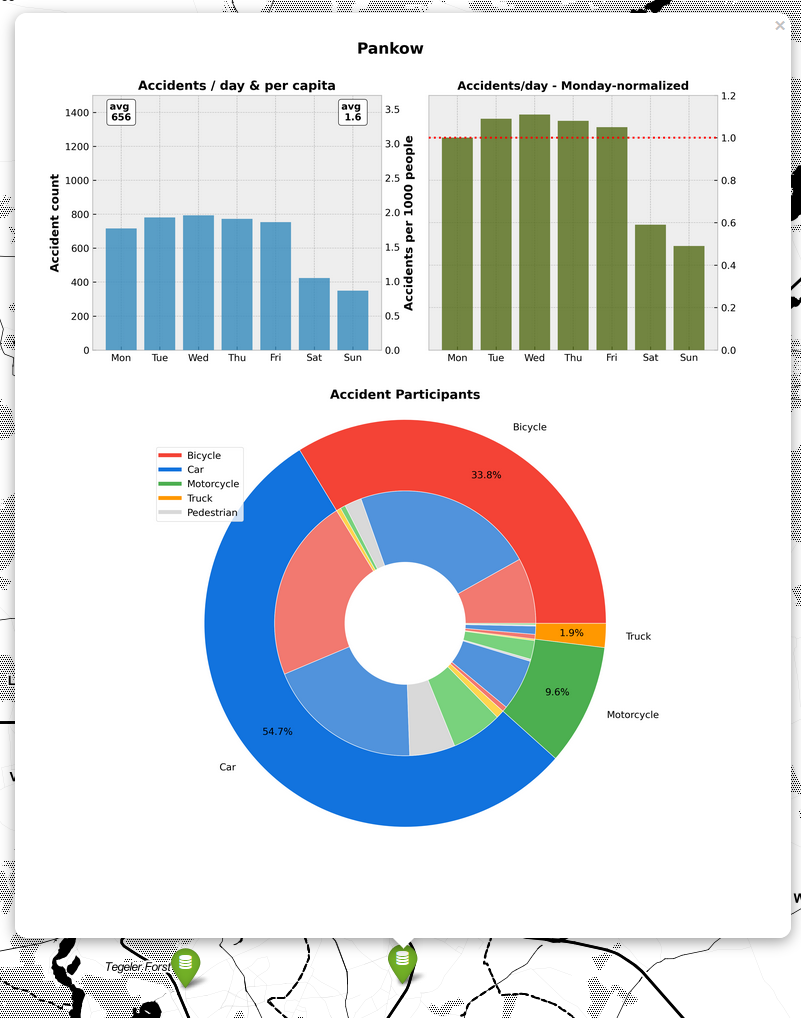 ×
Pankow
Accidents / day & per capita
avg
656
avg
1.6
1400
1200
1000
800
600
400
200
0
Accident count
3.5
3.0
2.5
2.0
1.5
1.0
0.5
0.0
Accidents per 1000 people
Mon Tue Wed Thu Fri Sat Sun
Accidents/day - Monday-normalized
1.2
1.0
0.8
0.6
0.4
0.2
0.0
Mon Tue Wed Thu Fri Sat Sun
Accident Participants
Bicycle
Car
Motorcycle
Truck
Pedestrian
Bicycle
33.8%
Truck
1.9%
Motorcycle
9.6%
Car
54.7%
Tegeler Forst